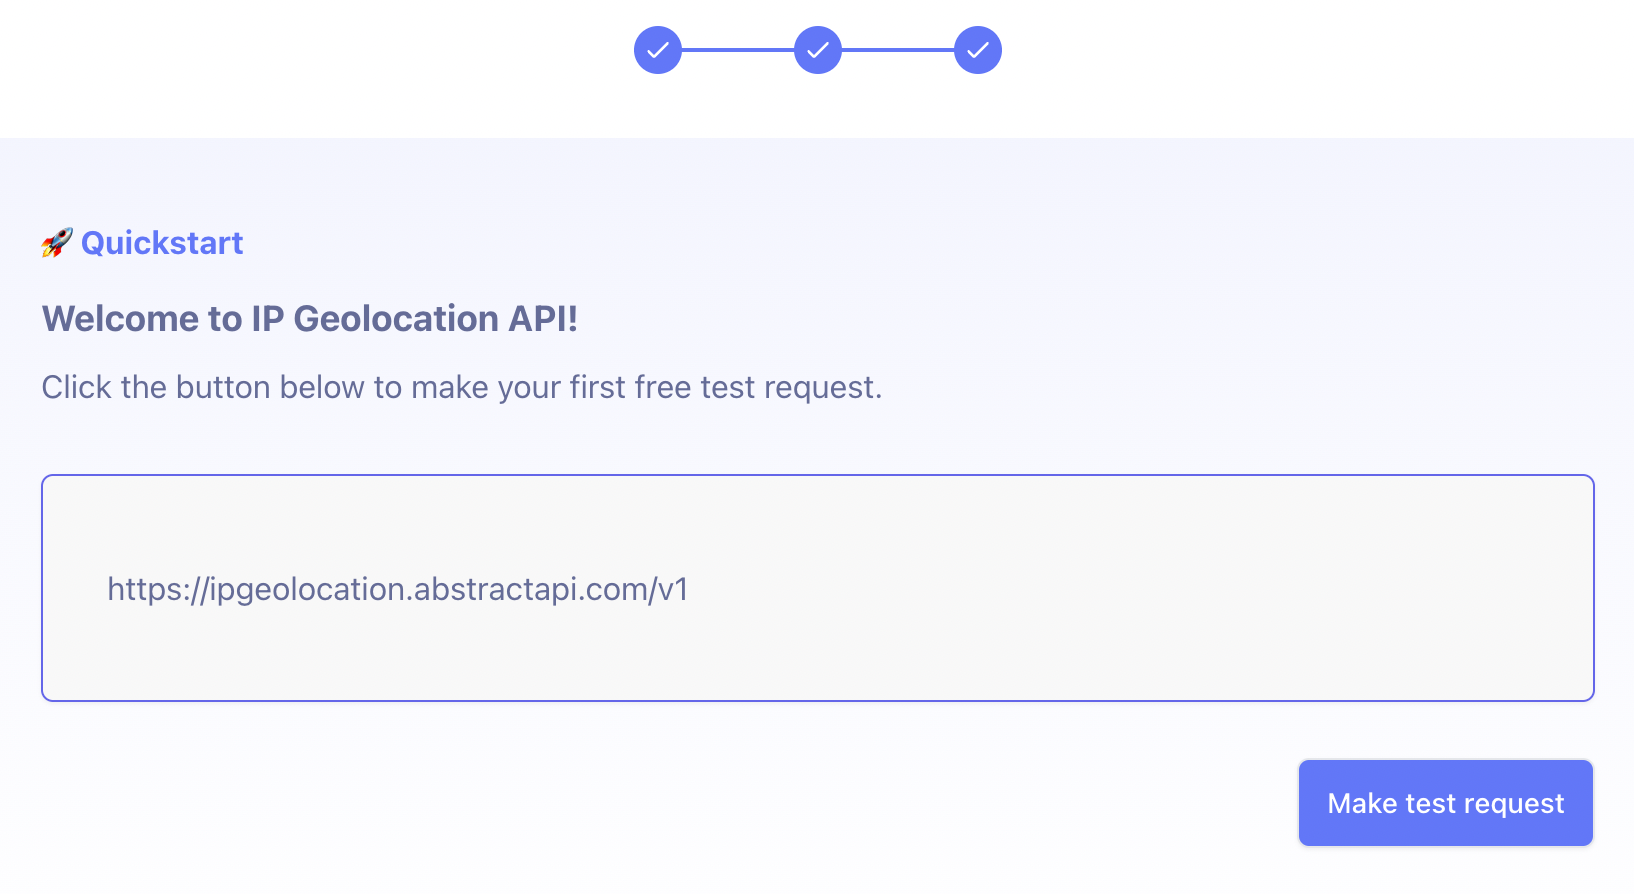 🚀 Quickstart
Welcome to IP Geolocation API!
Click the button below to make your first free test request.
https://ipgeolocation.abstractapi.com/v1
Make test request